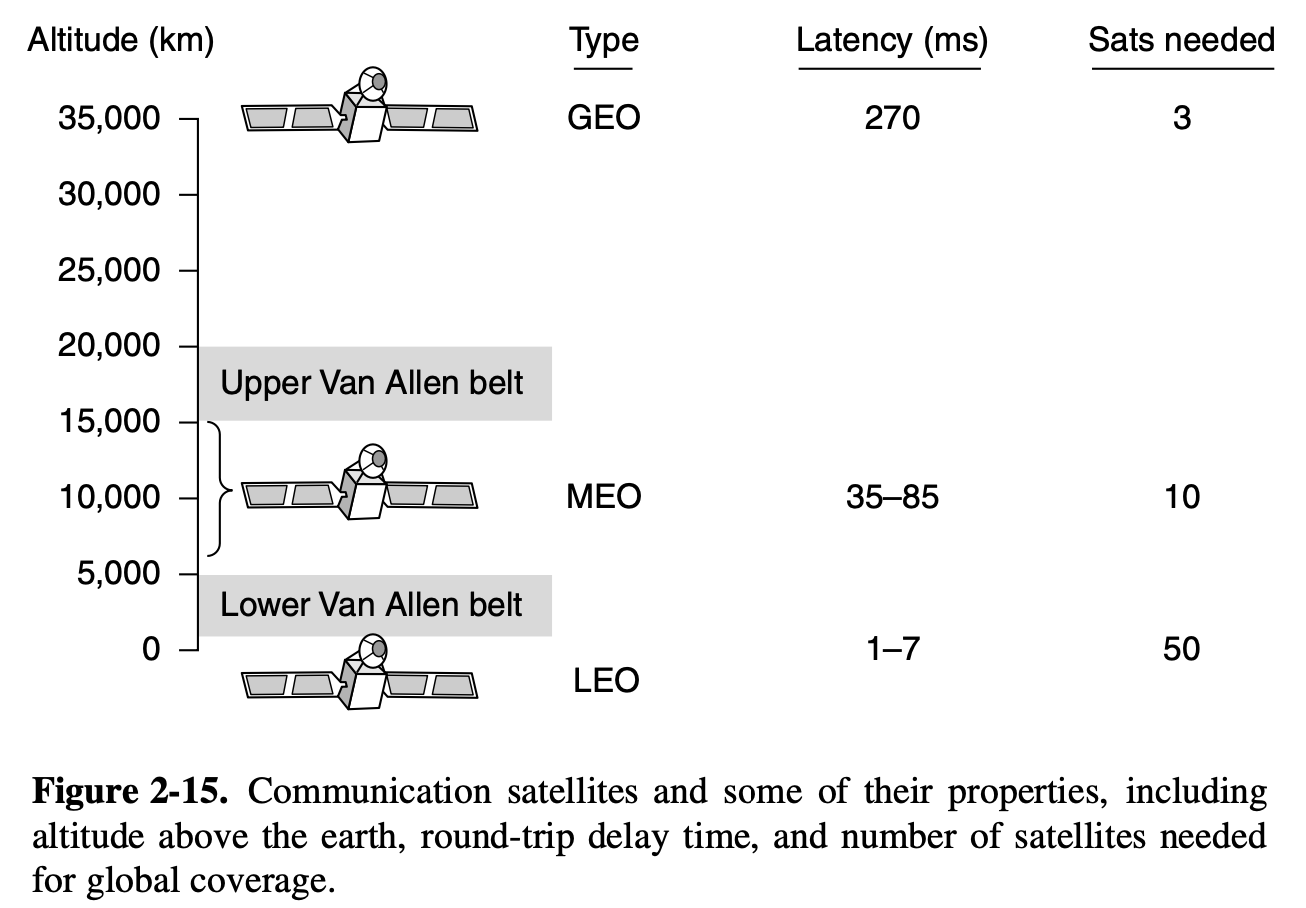 Altitude (km) Type Latency (ms) Sats needed
35,000 GEO 270 3
30,000
25,000
20,000
Upper Van Allen belt
15,000
10,000 MEO 35–85 10
5,000
Lower Van Allen belt
0 1–7 50
LEO
Figure 2-15. Communication satellites and some of their properties, including
altitude above the earth, round-trip delay time, and number of satellites needed
for global coverage.